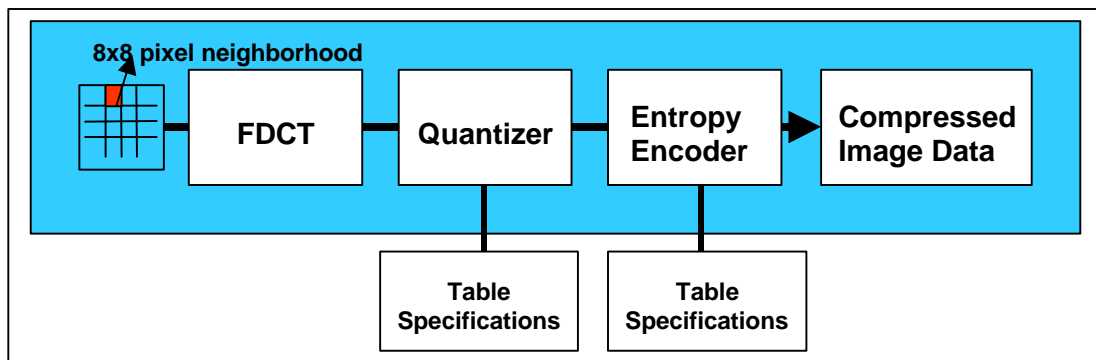 8x8 pixel neighborhood
FDCT
Quantizer
Entropy
Encoder
Compressed
Image Data
Table
Specifications
Table
Specifications